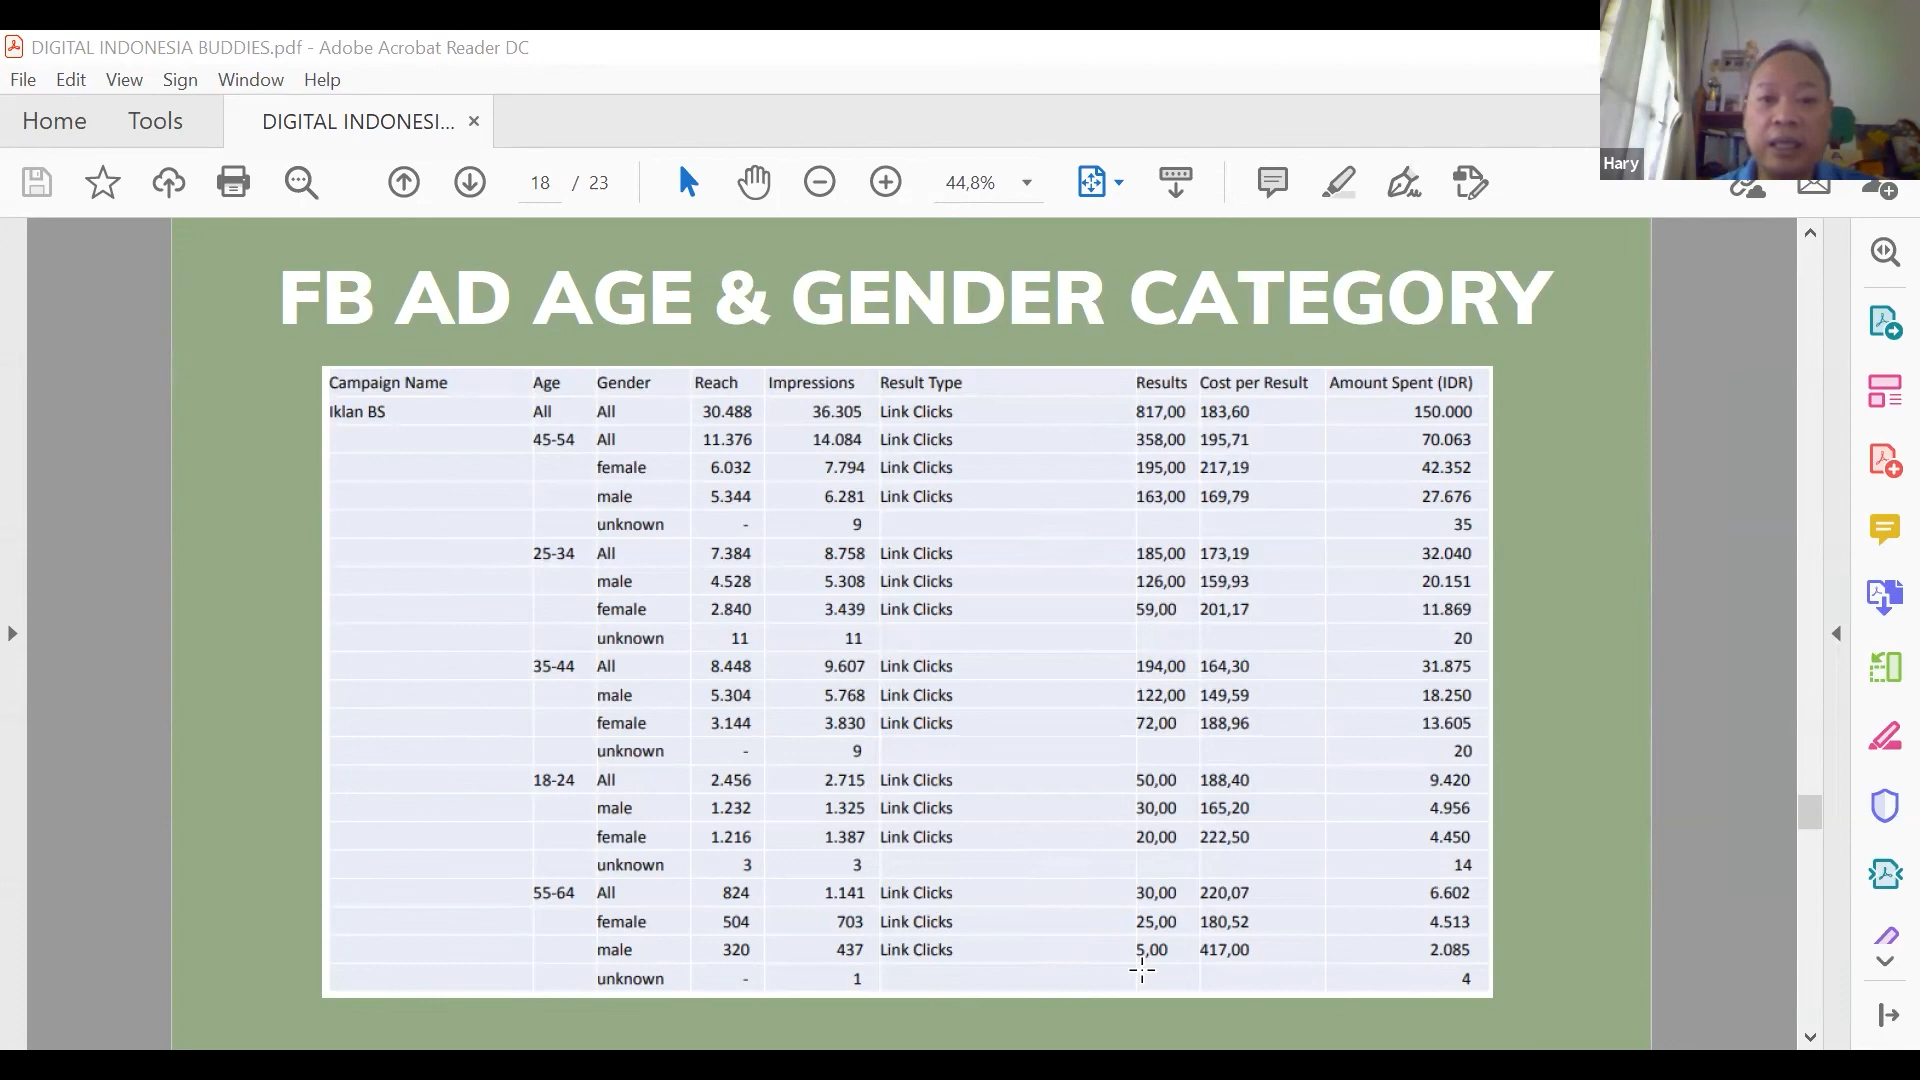 DIGITAL INDONESIA BUDDIES.pdf - Adobe Acrobat Reader DC
File Edit View Sign Window Help
Home Tools DIGITAL INDONESI... ×
18 / 23 44,8%
Hary
FB AD AGE & GENDER CATEGORY
Campaign Name Age Gender Reach Impressions Result Type Results Cost per Result Amount Spent (IDR)
Iklan BS All All 30.488 36.305 Link Clicks 817,00 183,60 150.000
45-54 All 11.376 14.084 Link Clicks 358,00 195,71 70.063
female 6.032 7.794 Link Clicks 195,00 217,19 42.352
male 5.344 6.281 Link Clicks 163,00 169,79 27.676
unknown - 9 35
25-34 All 7.384 8.758 Link Clicks 185,00 173,19 32.040
male 4.528 5.308 Link Clicks 126,00 159,93 20.151
female 2.840 3.439 Link Clicks 59,00 201,17 11.869
unknown 11 11 20
35-44 All 8.448 9.607 Link Clicks 194,00 164,30 31.875
male 5.304 5.768 Link Clicks 122,00 149,59 18.250
female 3.144 3.830 Link Clicks 72,00 188,96 13.605
unknown - 9 20
18-24 All 2.456 2.715 Link Clicks 50,00 188,40 9.420
male 1.232 1.325 Link Clicks 30,00 165,20 4.956
female 1.216 1.387 Link Clicks 20,00 222,50 4.450
unknown 3 3 14
55-64 All 824 1.141 Link Clicks 30,00 220,07 6.602
female 504 703 Link Clicks 25,00 180,52 4.513
male 320 437 Link Clicks 5,00 417,00 2.085
unknown - 1 4